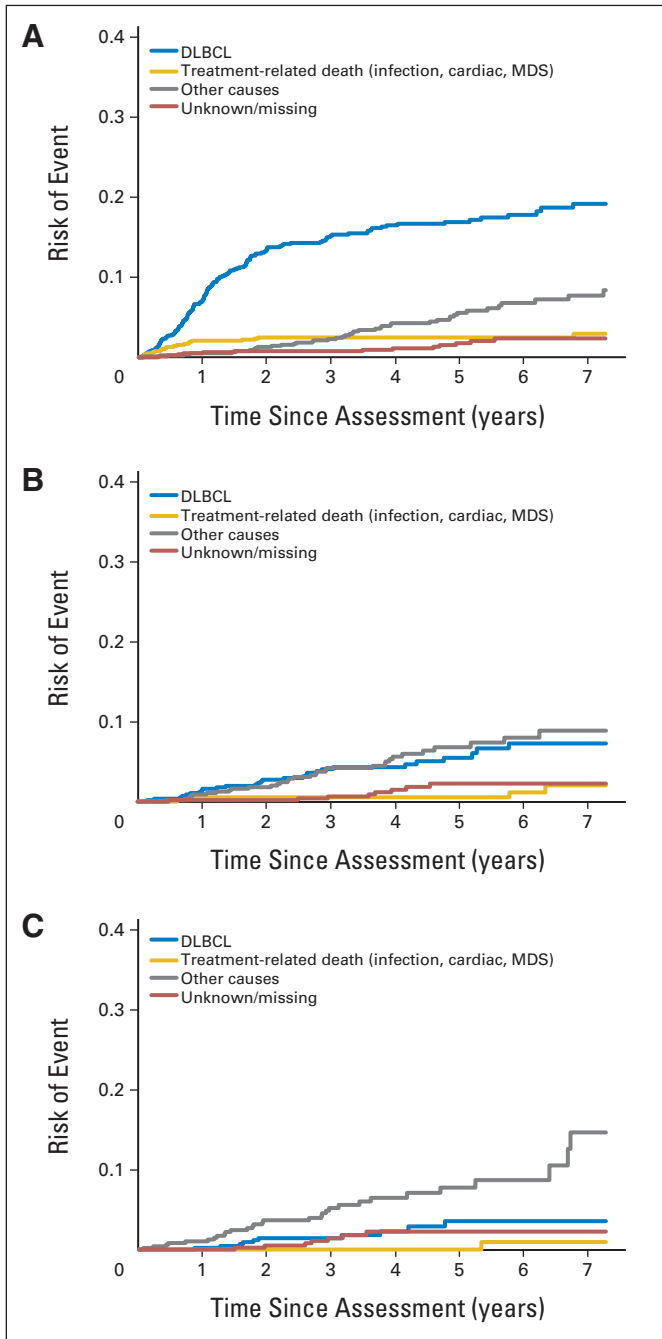 A
0.4
0.3
0.2
0.1
0
Risk of Event
DLBCL
Treatment-related death (infection, cardiac, MDS)
Other causes
Unknown/missing
1 2 3 4 5 6 7
Time Since Assessment (years)
B
0.4
0.3
0.2
0.1
0
Risk of Event
DLBCL
Treatment-related death (infection, cardiac, MDS)
Other causes
Unknown/missing
1 2 3 4 5 6 7
Time Since Assessment (years)
C
0.4
0.3
0.2
0.1
0
Risk of Event
DLBCL
Treatment-related death (infection, cardiac, MDS)
Other causes
Unknown/missing
1 2 3 4 5 6 7
Time Since Assessment (years)